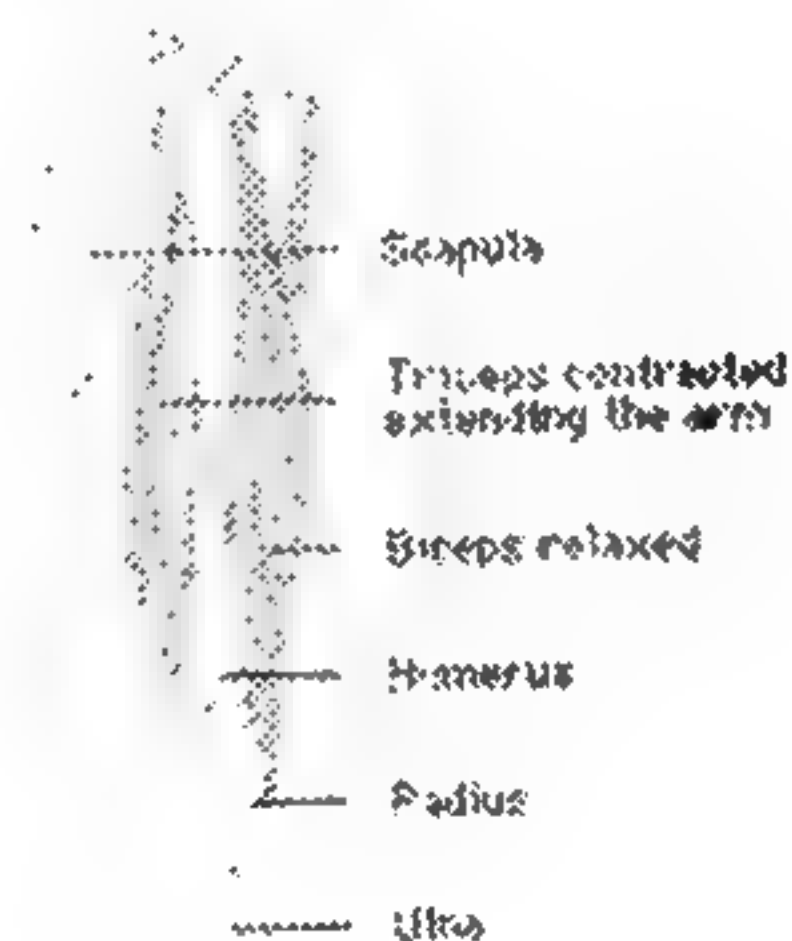 Scapula
Triceps contracted
extending the arm
Biceps relaxed
Humerus
Radius
Ulna